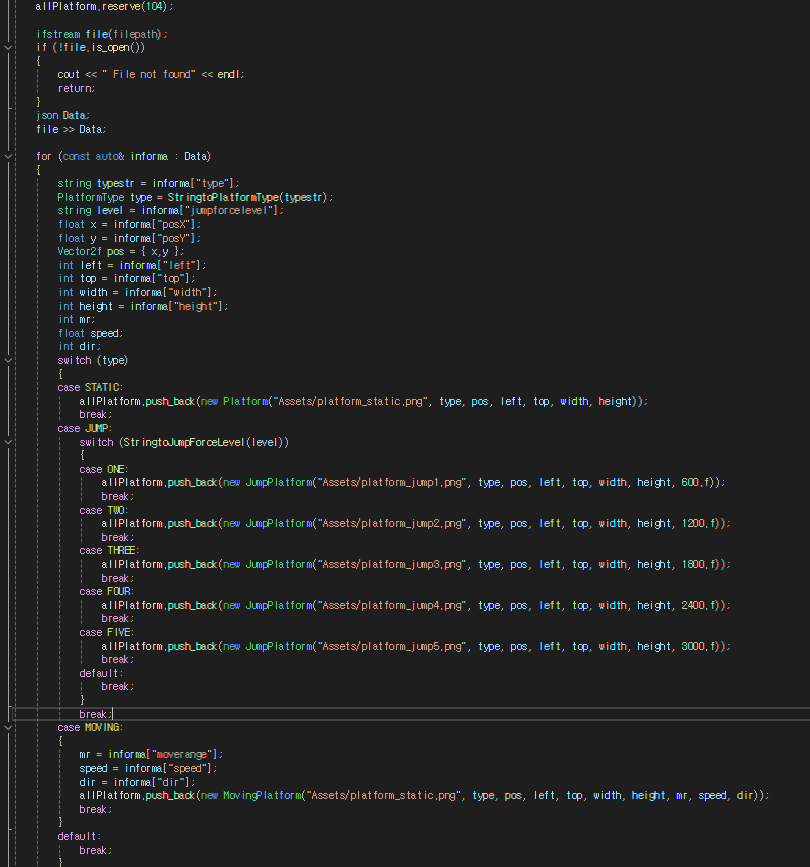 allPlatform.reserve(104);
ifstream file(filepath);
if (!file.is_open())
{
cout << " File not found" << endl;
return;
}
json Data;
file >> Data;
for (const auto& informa : Data)
{
string typestr = informa["type"];
PlatformType type = StringtoPlatformType(typestr);
string level = informa["jumpforcelevel"];
float x = informa["posX"];
float y = informa["posY"];
Vector2f pos = { x,y };
int left = informa["left"];
int top = informa["top"];
int width = informa["width"];
int height = informa["height"];
int mr;
float speed;
int dir;
switch (type)
{
case STATIC:
allPlatform.push_back(new Platform("Assets/platform_static.png", type, pos, left, top, width, height));
break;
case JUMP:
switch (StringtoJumpForceLevel(level))
{
case ONE:
allPlatform.push_back(new JumpPlatform("Assets/platform_jump1.png", type, pos, left, top, width, height, 600.f));
break;
case TWO:
allPlatform.push_back(new JumpPlatform("Assets/platform_jump2.png", type, pos, left, top, width, height, 1200.f));
break;
case THREE:
allPlatform.push_back(new JumpPlatform("Assets/platform_jump3.png", type, pos, left, top, width, height, 1800.f));
break;
case FOUR:
allPlatform.push_back(new JumpPlatform("Assets/platform_jump4.png", type, pos, left, top, width, height, 2400.f));
break;
case FIVE:
allPlatform.push_back(new JumpPlatform("Assets/platform_jump5.png", type, pos, left, top, width, height, 3000.f));
break;
default:
break;
}
break;
case MOVING:
{
mr = informa["moverange"];
speed = informa["speed"];
dir = informa["dir"];
allPlatform.push_back(new MovingPlatform("Assets/platform_static.png", type, pos, left, top, width, height, mr, speed, dir));
break;
}
default:
break;
}